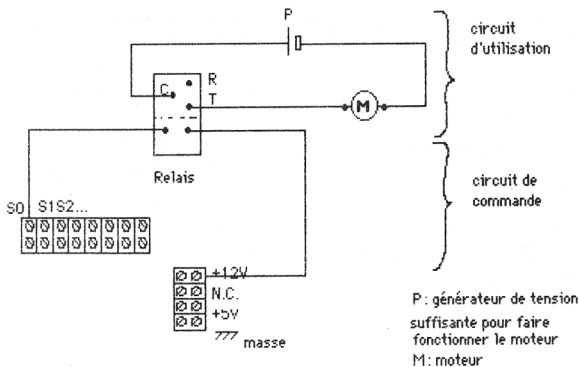 P
circuit
d'utilisation
R
C
T
M
Relais
circuit de
commande
S0 S1S2...
+12V
N.C.
+5V
masse
P : générateur de tension
suffisante pour faire
fonctionner le moteur
M : moteur